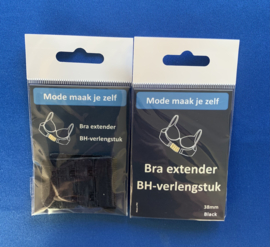 Mode maak je zelf
Bra extender
BH-verlengstuk
Mode maak je zelf
Bra extender
BH-verlengstuk
38mm
Black